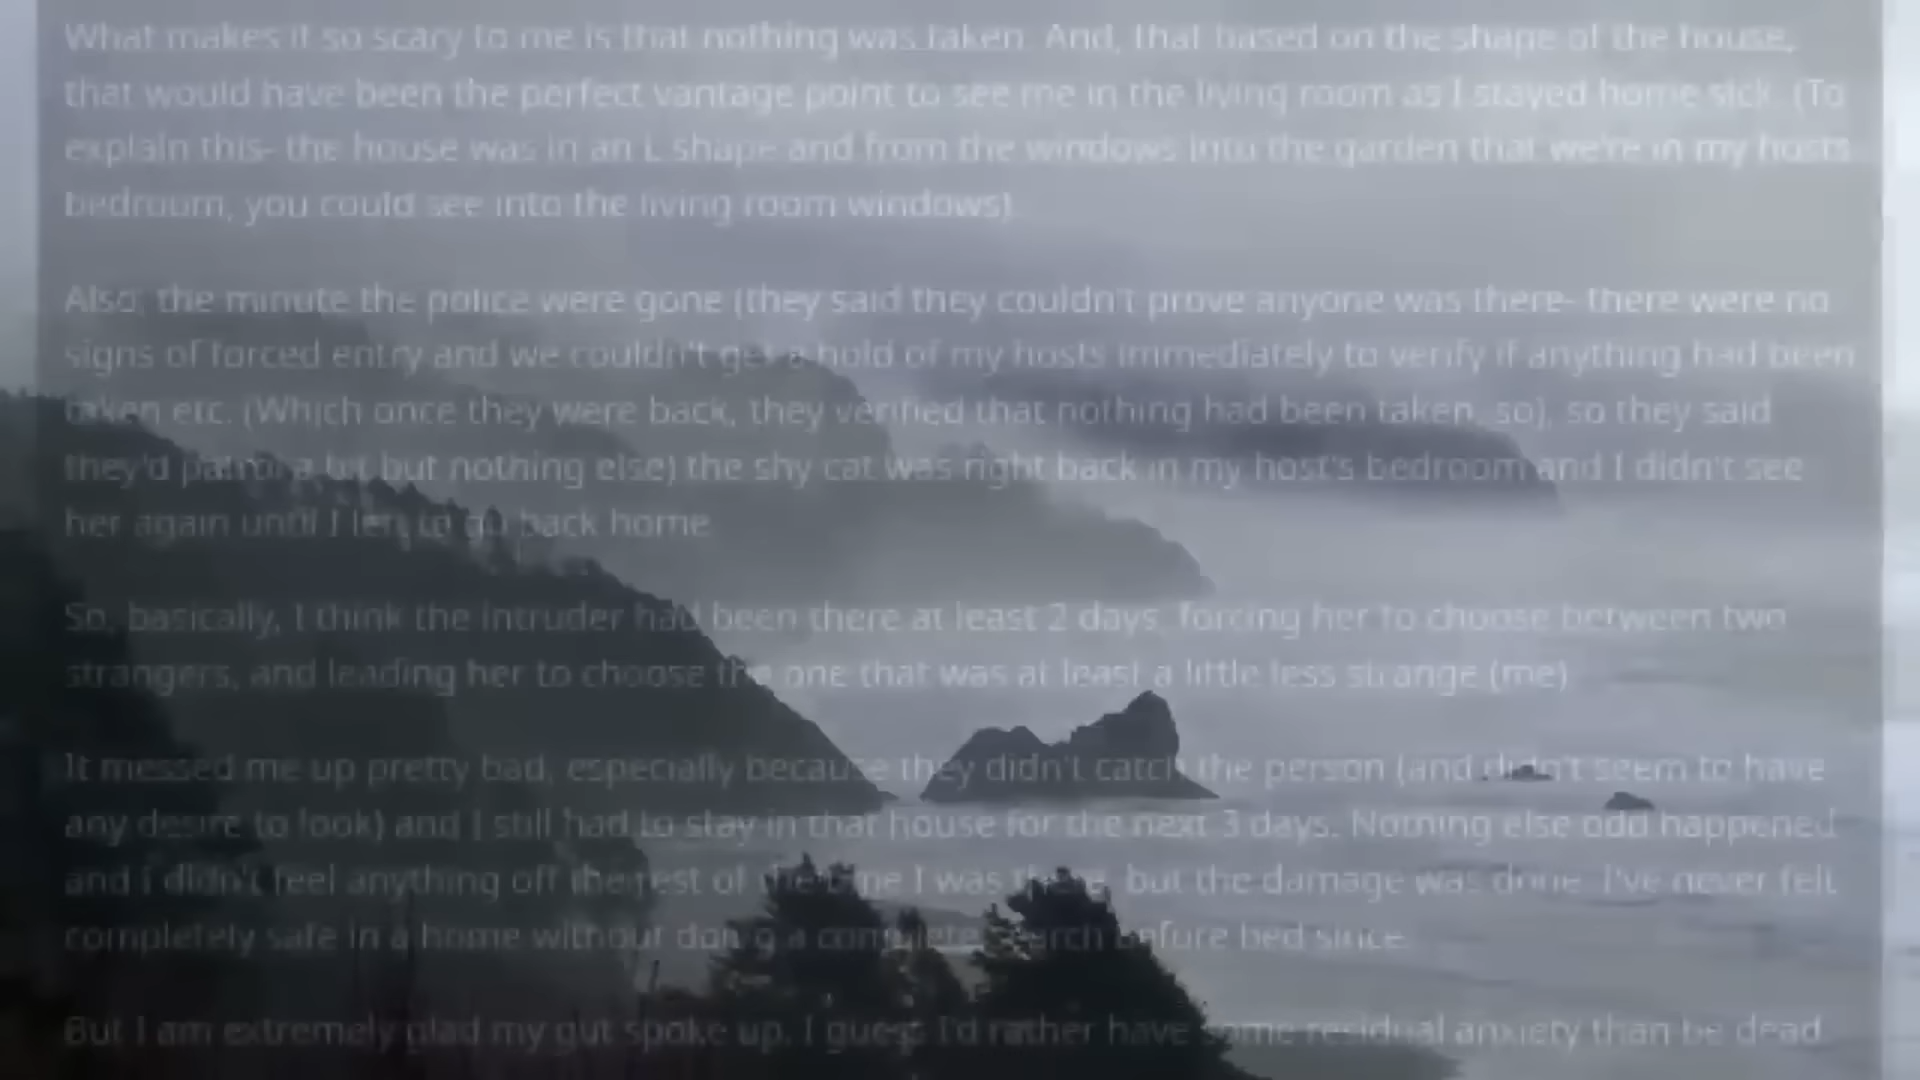 What makes it so scary to me is that nothing was taken. And, that based on the shape of the house,
that would have been the perfect vantage point to see me in the living room as I stayed home sick. (To
explain this- the house was in an L shape and from the windows into the garden that we're in my hosts
bedroom, you could see into the living room windows)
Also, the minute the police were gone (they said they couldn't prove anyone was there- there were no
signs of forced entry and we couldn't get a hold of my hosts immediately to verify if anything had been
taken etc. (Which once they were back, they verified that nothing had been taken, so), so they said
they'd patrol a bit but nothing else) the shy cat was right back in my host's bedroom and I didn't see
her again until I left to go back home.
So, basically, I think the intruder had been there at least 2 days, forcing her to choose between two
strangers, and leading her to choose the one that was at least a little less strange (me)
It messed me up pretty bad, especially because they didn't catch the person (and didn't seem to have
any desire to look) and I still had to stay in that house for the next 3 days. Nothing else odd happened
and I didn't feel anything off the rest of the time I was there, but the damage was done. I've never felt
completely safe in a home without doing a complete search before bed since.
But I am extremely glad my gut spoke up. I guess I'd rather have some residual anxiety than be dead.